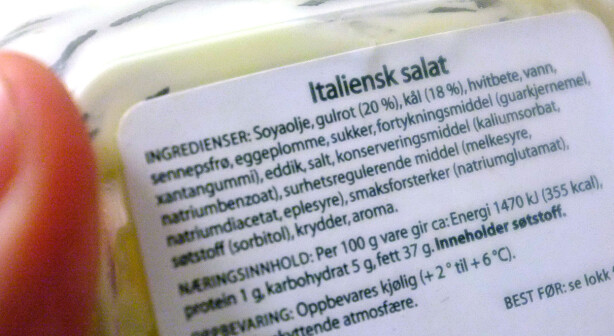 Italiensk salat
INGREDIENSER: Soyaolje, gulrot (20 %), kål (18 %), hvitbete, vann,
sennepsfrø, eggeplomme, sukker, fortykningsmiddel (guarkjernemel,
xantangummi), eddik, salt, konserveringsmiddel (kaliumsorbat,
natriumbenzoat), surhetsregulerende middel (melkesyre,
natriumdiacetat, eplesyre), smaksforsterker (natriumglutamat),
søtstoff (sorbitol), krydder, aroma.
NÆRINGSINNHOLD: Per 100 g vare gir ca: Energi 1470 kJ (355 kcal),
protein 1 g, karbohydrat 5 g, fett 37 g. Inneholder søtstoff.
OPPBEVARING: Oppbevares kjølig (+ 2° til + 6°C).
atmosfære.
BEST FØR: se lokk